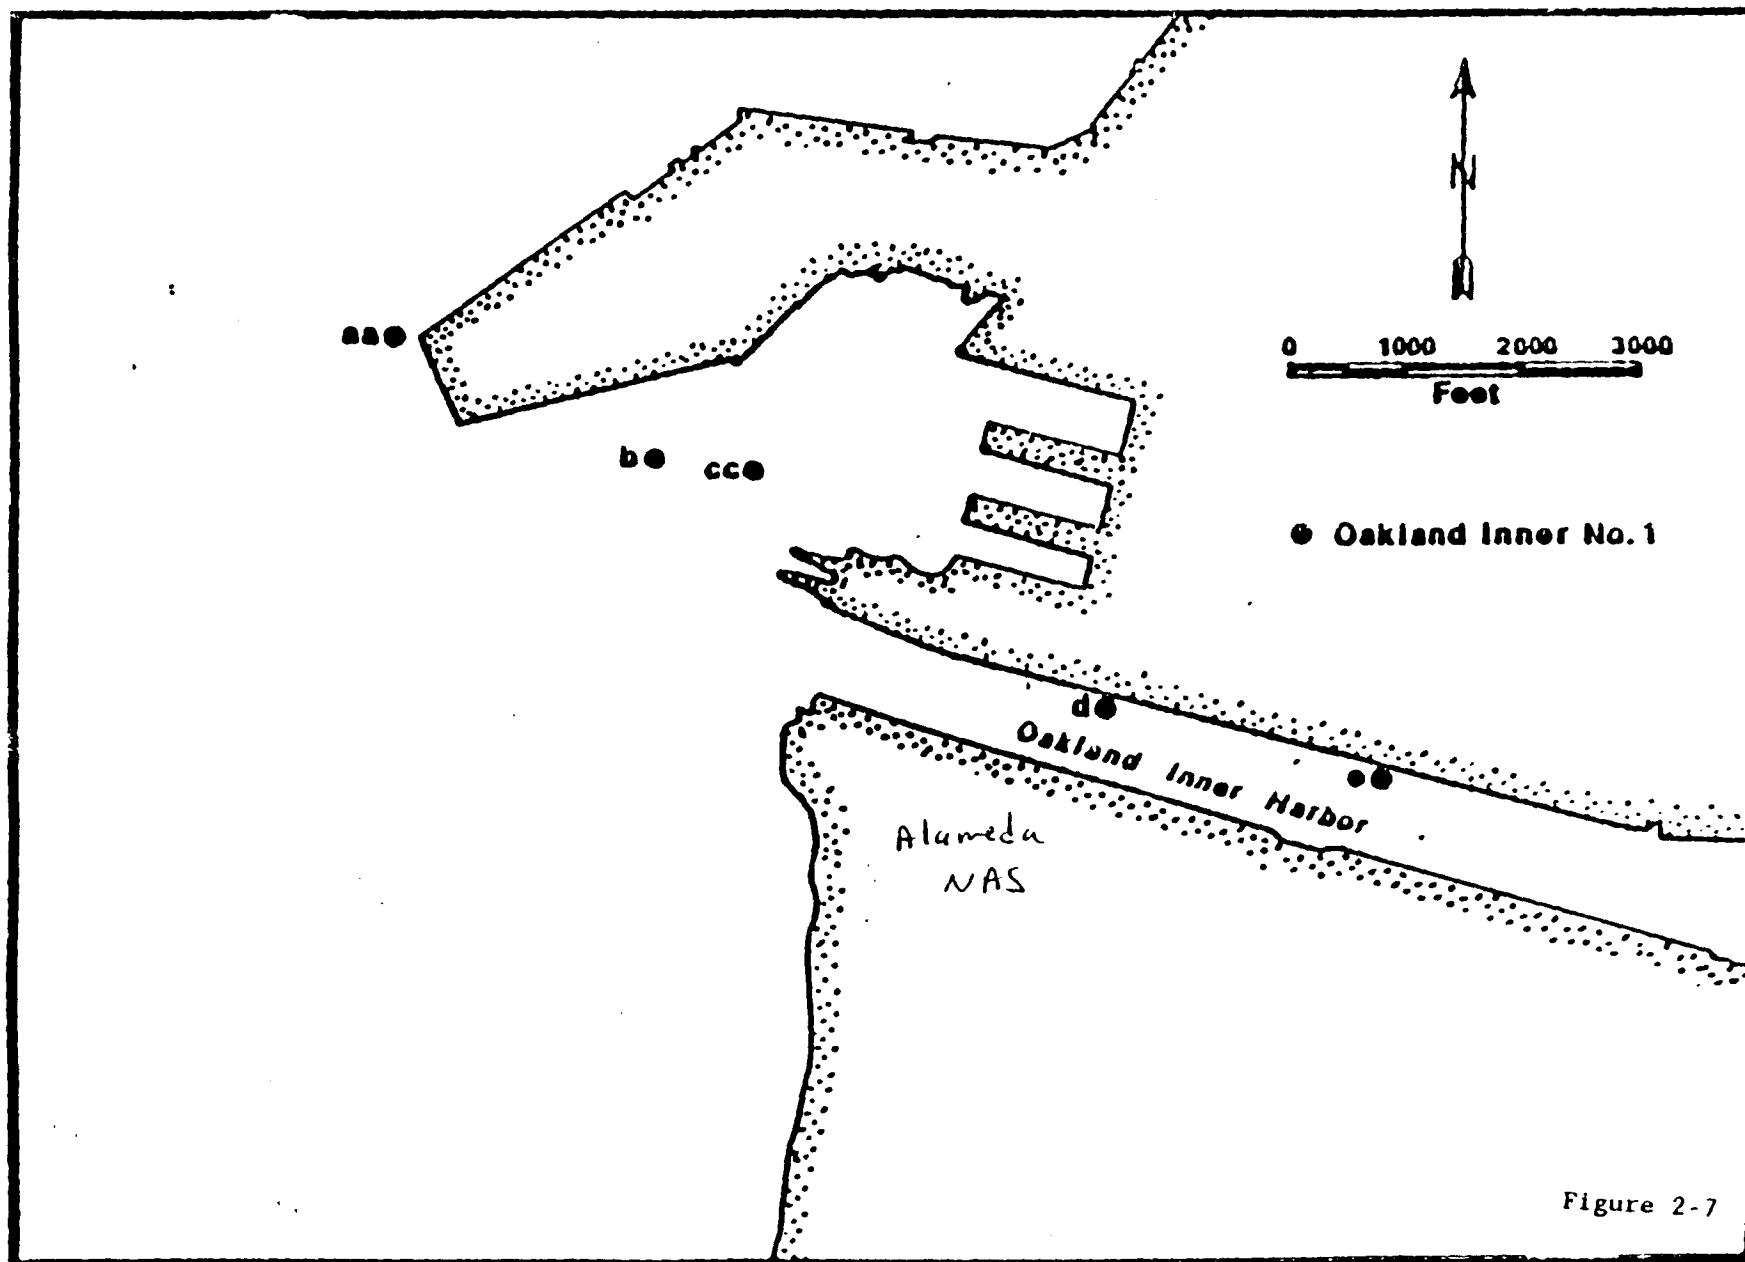 N
0 1000 2000 3000
Feet
aa
b cc
Oakland Inner No. 1
d
Oakland Inner Harbor
Alameda
NAS
Figure 2-7